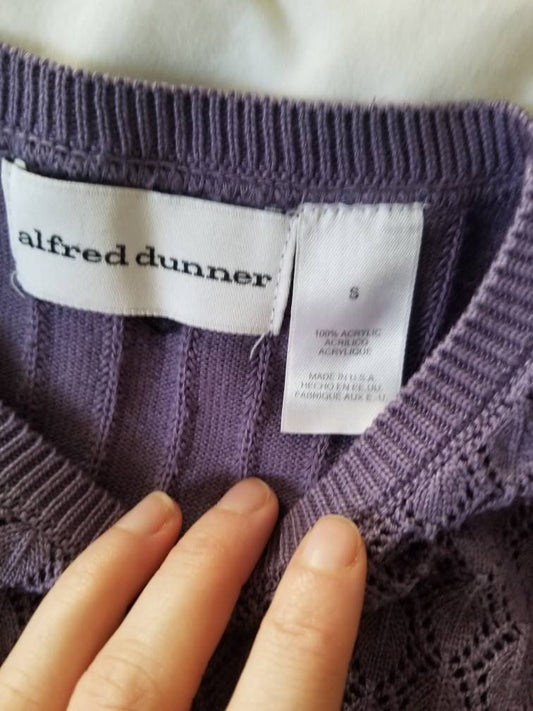 alfred dunner
S
100% ACRYLIC
ACRILICO
ACRYLIQUE
MADE IN U.S.A.
HECHO EN EE.UU.
FABRIQUE AUX E.-U.